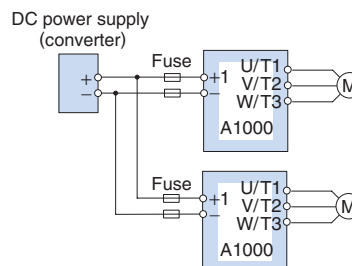 DC power supply
(converter)
+
−
Fuse
+1
−
U/T1
V/T2
W/T3
A1000
M
Fuse
+1
−
U/T1
V/T2
W/T3
A1000
M